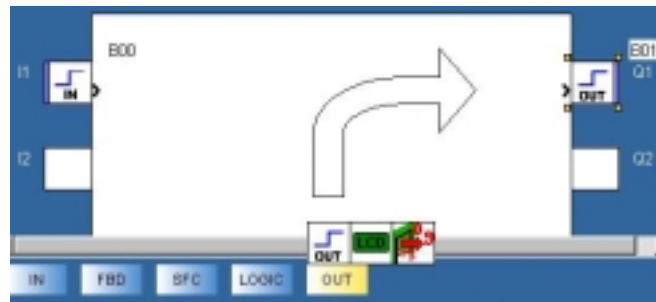 B00
B01
I1
Q1
IN
OUT
I2
Q2
OUT
LCD
IN
FBD
SFC
LOGIC
OUT